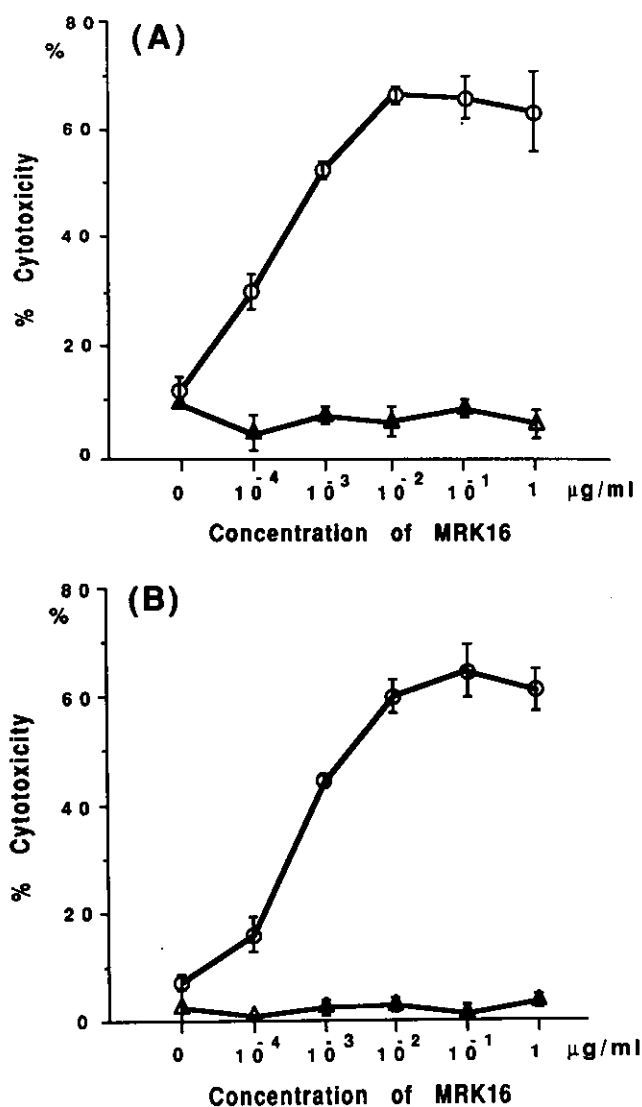 80
%
(A)
60
40
20
0
% Cytotoxicity
0 10⁻⁴ 10⁻³ 10⁻² 10⁻¹ 1 μg/ml
Concentration of MRK16
80
%
(B)
60
40
20
0
% Cytotoxicity
0 10⁻⁴ 10⁻³ 10⁻² 10⁻¹ 1 μg/ml
Concentration of MRK16